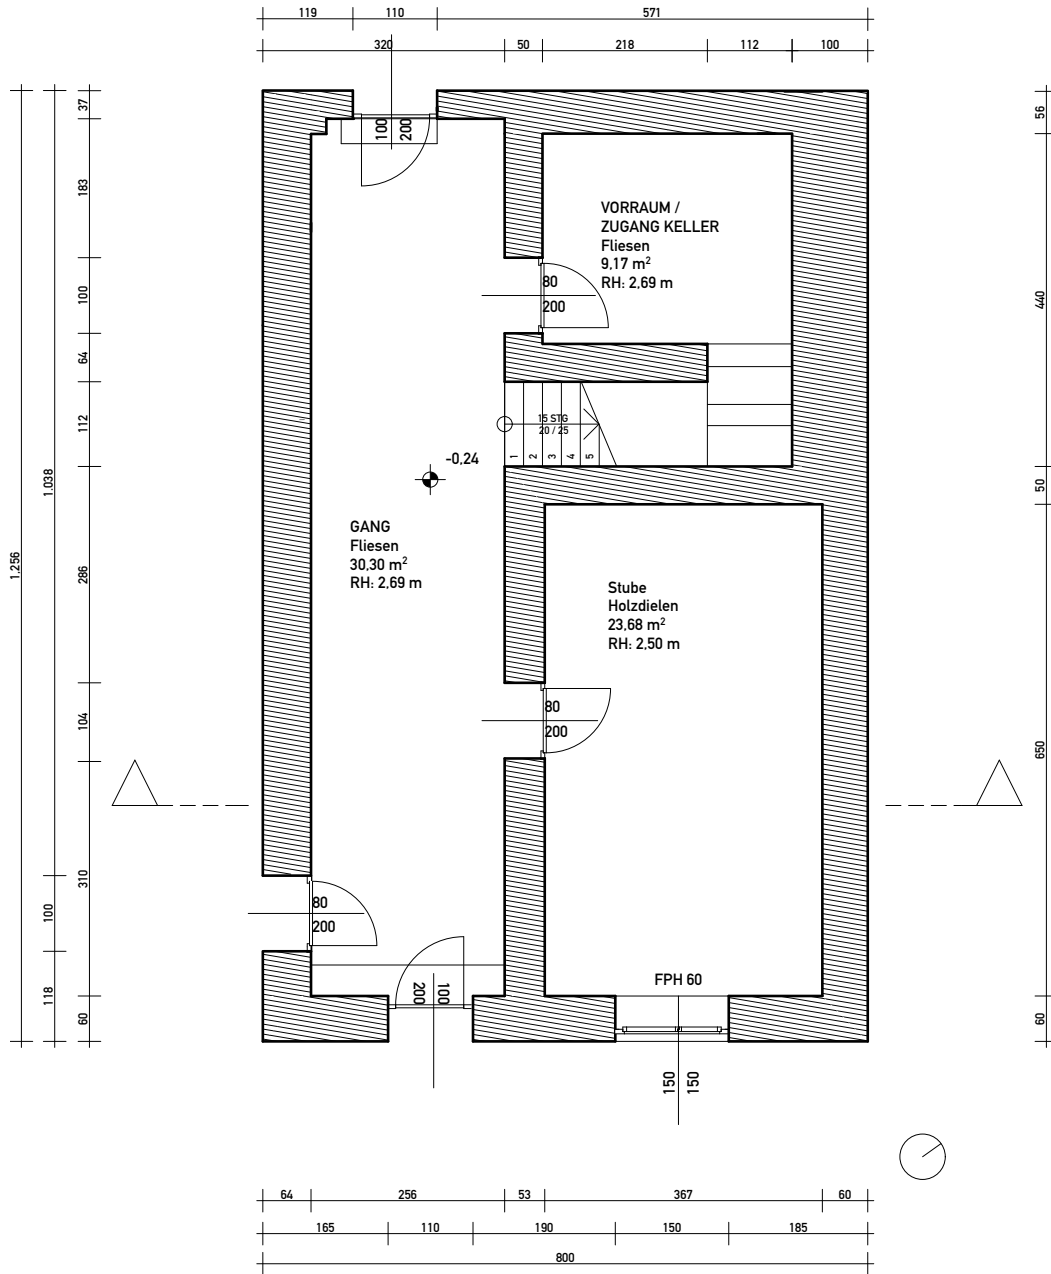 119 110 571
320 50 218 112 100
37
183
100
64
112
286
104
310
60
1.038
100
118
1.256
56
440
50
650
60
100
200
VORRAUM /
ZUGANG KELLER
Fliesen
9,17 m²
RH: 2,69 m
80
200
15 STG
20 / 25
1 2 3 4 5
-0,24
GANG
Fliesen
30,30 m²
RH: 2,69 m
Stube
Holzdielen
23,68 m²
RH: 2,50 m
80
200
80
200
200
100
FPH 60
150
150
64 256 53 367 60
165 110 190 150 185
800